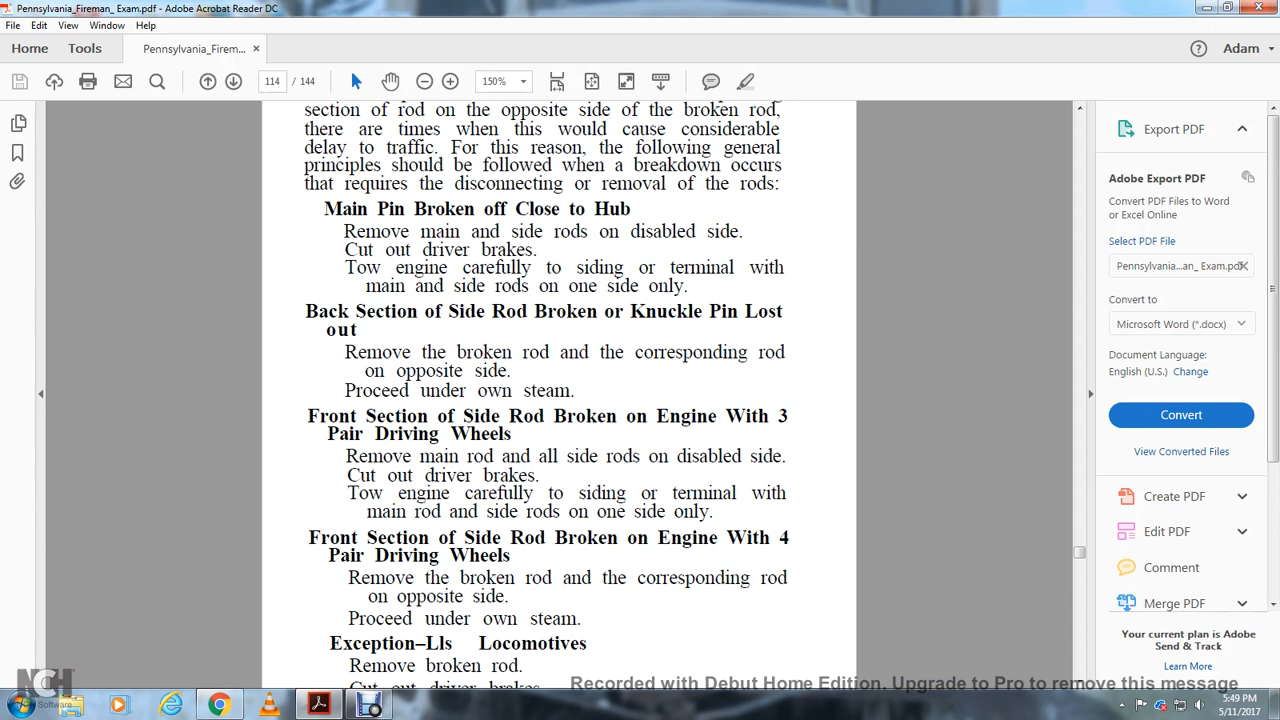 Pennsylvania_Fireman_ Exam.pdf - Adobe Acrobat Reader DC
File Edit View Window Help
Home Tools Pennsylvania_Firem... ×
Adam
114 / 144
150%
section of rod on the opposite side of the broken rod,
there are times when this would cause considerable
delay to traffic. For this reason, the following general
principles should be followed when a breakdown occurs
that requires the disconnecting or removal of the rods:
Main Pin Broken off Close to Hub
Remove main and side rods on disabled side.
Cut out driver brakes.
Tow engine carefully to siding or terminal with
main and side rods on one side only.
Back Section of Side Rod Broken or Knuckle Pin Lost
out
Remove the broken rod and the corresponding rod
on opposite side.
Proceed under own steam.
Front Section of Side Rod Broken on Engine With 3
Pair Driving Wheels
Remove main rod and all side rods on disabled side.
Cut out driver brakes.
Tow engine carefully to siding or terminal with
main rod and side rods on one side only.
Front Section of Side Rod Broken on Engine With 4
Pair Driving Wheels
Remove the broken rod and the corresponding rod
on opposite side.
Proceed under own steam.
Exception–Lls Locomotives
Remove broken rod.
Cut out driver brakes
Export PDF
Adobe Export PDF
Convert PDF Files to Word
or Excel Online
Select PDF File
Pennsylvania...an_ Exam.pdf
Convert to
Microsoft Word (*.docx)
Document Language:
English (U.S.) Change
Convert
View Converted Files
Create PDF
Edit PDF
Comment
Merge PDF
Your current plan is Adobe
Send & Track
Learn More
NCH
Software
Recorded with Debut Home Edition. Upgrade to Pro to remove this message
5:49 PM
5/11/2017